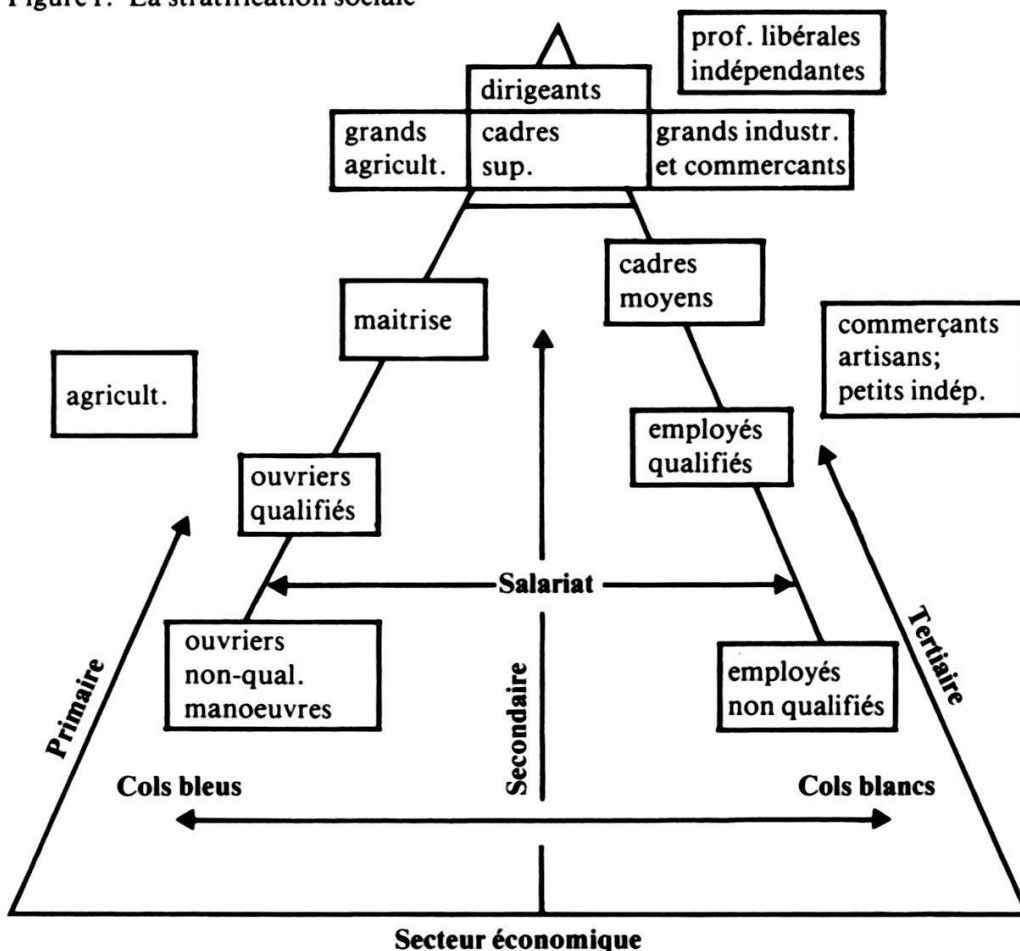 Figure 1: La stratification sociale
prof. libérales
indépendantes
dirigeants
grands
agricult.
cadres
sup.
grands industr.
et commercants
cadres
moyens
maitrise
commerçants
artisans;
petits indép.
agricult.
employés
qualifiés
ouvriers
qualifiés
Salariat
ouvriers
non-qual.
manoeuvres
employés
non qualifiés
Primaire
Secondaire
Tertiaire
Cols bleus
Cols blancs
Secteur économique